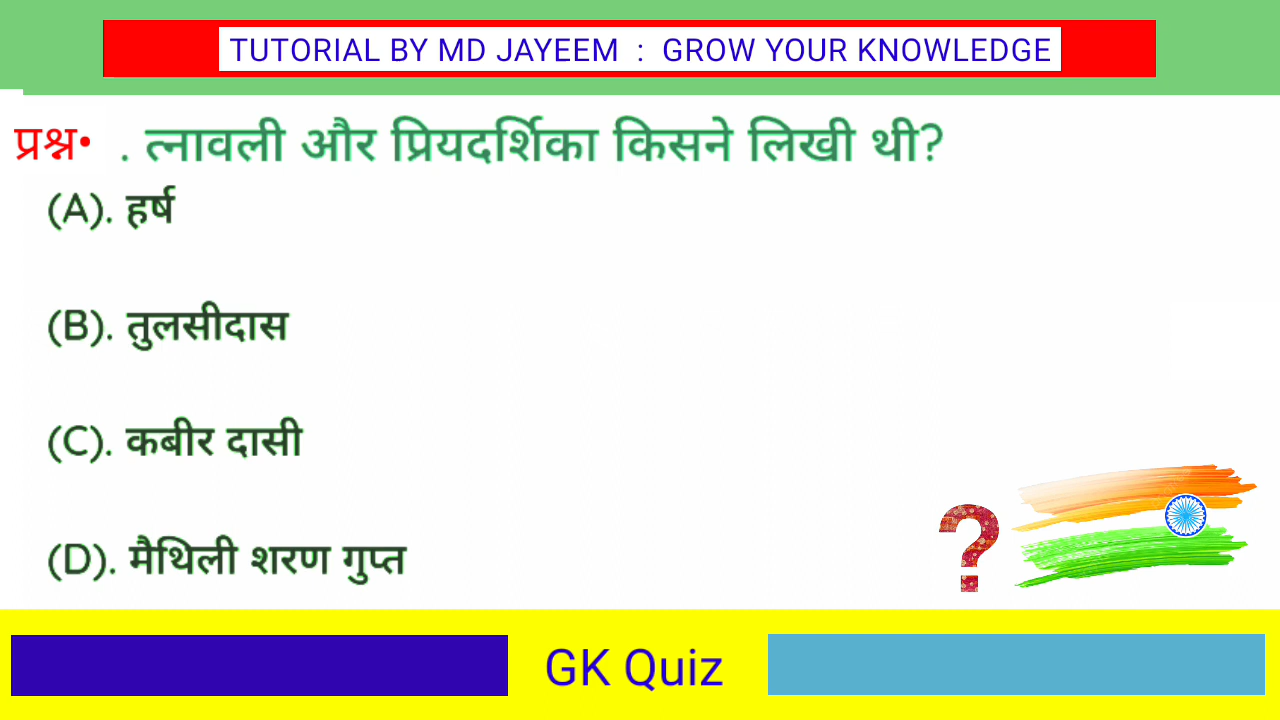 TUTORIAL BY MD JAYEEM : GROW YOUR KNOWLEDGE
प्रश्न• . त्नावली और प्रियदर्शिका किसने लिखी थी?
(A). हर्ष
(B). तुलसीदास
(C). कबीर दासी
(D). मैथिली शरण गुप्त
?
GK Quiz